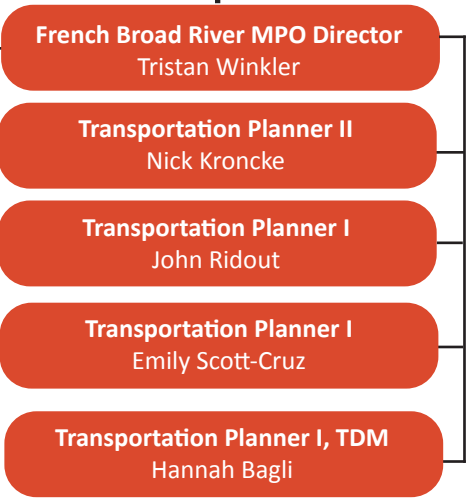 French Broad River MPO Director
Tristan Winkler
Transportation Planner II
Nick Kroncke
Transportation Planner I
John Ridout
Transportation Planner I
Emily Scott-Cruz
Transportation Planner I, TDM
Hannah Bagli